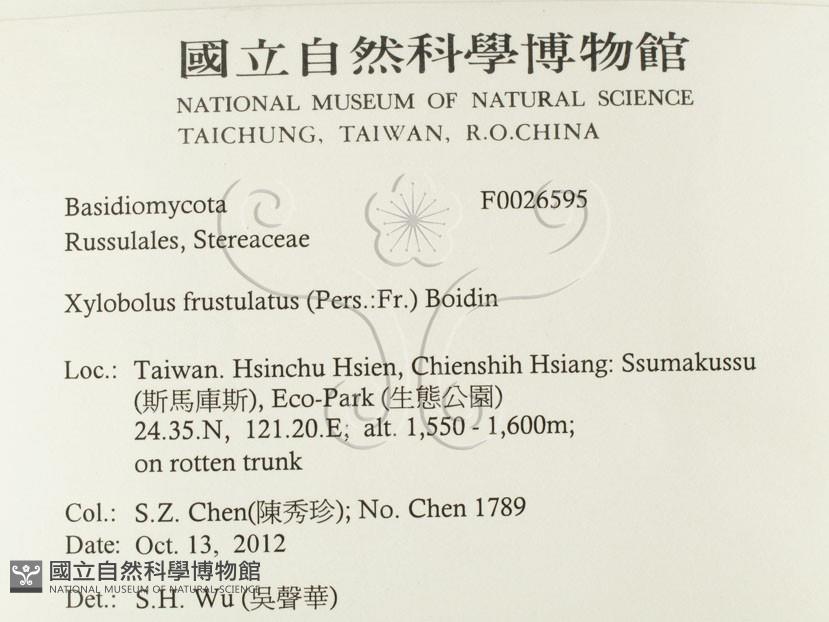 國立自然科學博物館
NATIONAL MUSEUM OF NATURAL SCIENCE
TAICHUNG, TAIWAN, R.O.CHINA
Basidiomycota F0026595
Russulales, Stereaceae
Xylobolus frustulatus (Pers.:Fr.) Boidin
Loc.: Taiwan. Hsinchu Hsien, Chienshih Hsiang: Ssumakussu
(斯馬庫斯), Eco-Park (生態公園)
24.35.N, 121.20.E; alt. 1,550 - 1,600m;
on rotten trunk
Col.: S.Z. Chen(陳秀珍); No. Chen 1789
Date: Oct. 13, 2012
國立自然科學博物館
NATIONAL MUSEUM OF NATURAL SCIENCE
Det.: S.H. Wu (吳聲華)